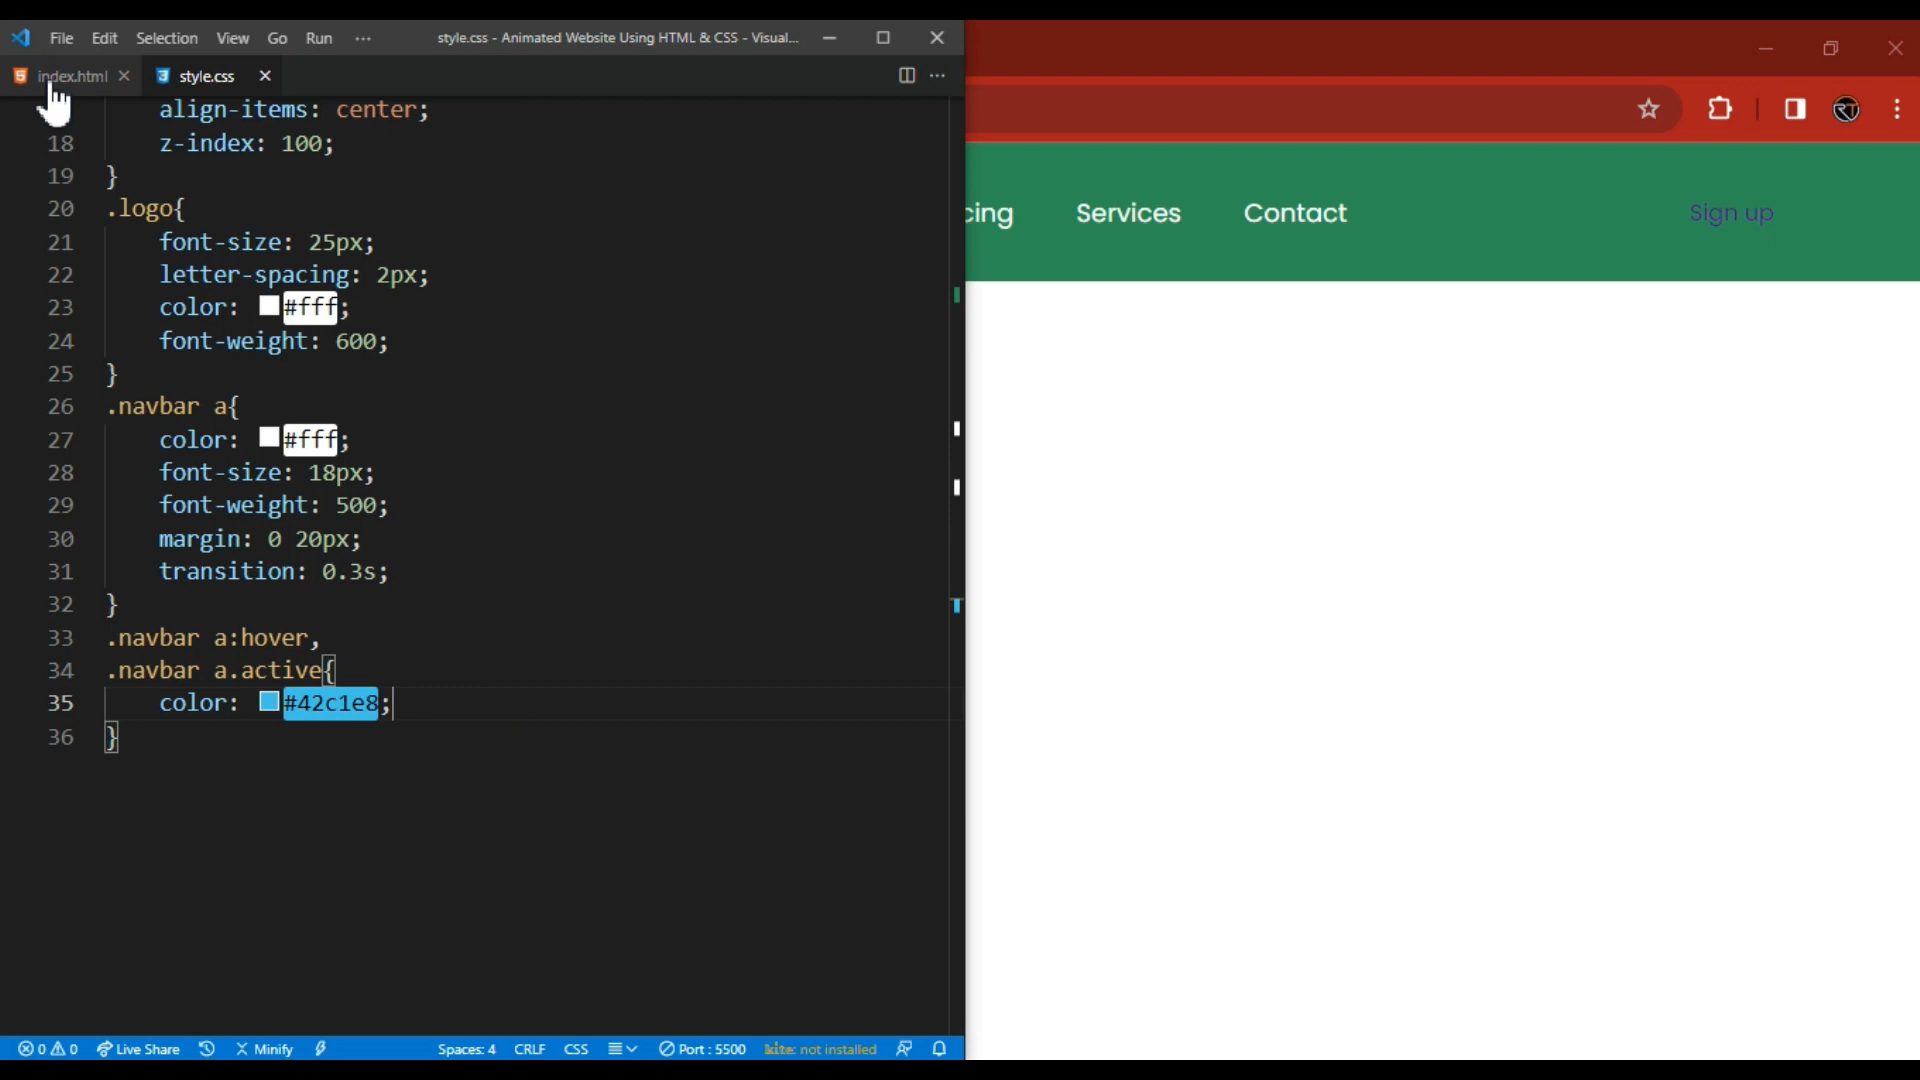 File Edit Selection View Go Run ··· style.css - Animated Website Using HTML & CSS - Visual...
index.html style.css
align-items: center;
18 z-index: 100;
19 }
20 .logo{
21 font-size: 25px;
22 letter-spacing: 2px;
23 color: #fff;
24 font-weight: 600;
25 }
26 .navbar a{
27 color: #fff;
28 font-size: 18px;
29 font-weight: 500;
30 margin: 0 20px;
31 transition: 0.3s;
32 }
33 .navbar a:hover,
34 .navbar a.active{
35 color: #42c1e8;
36 }
0 0 Live Share Minify Spaces: 4 CRLF CSS Port : 5500 kite: not installed
RT
cing Services Contact Sign up